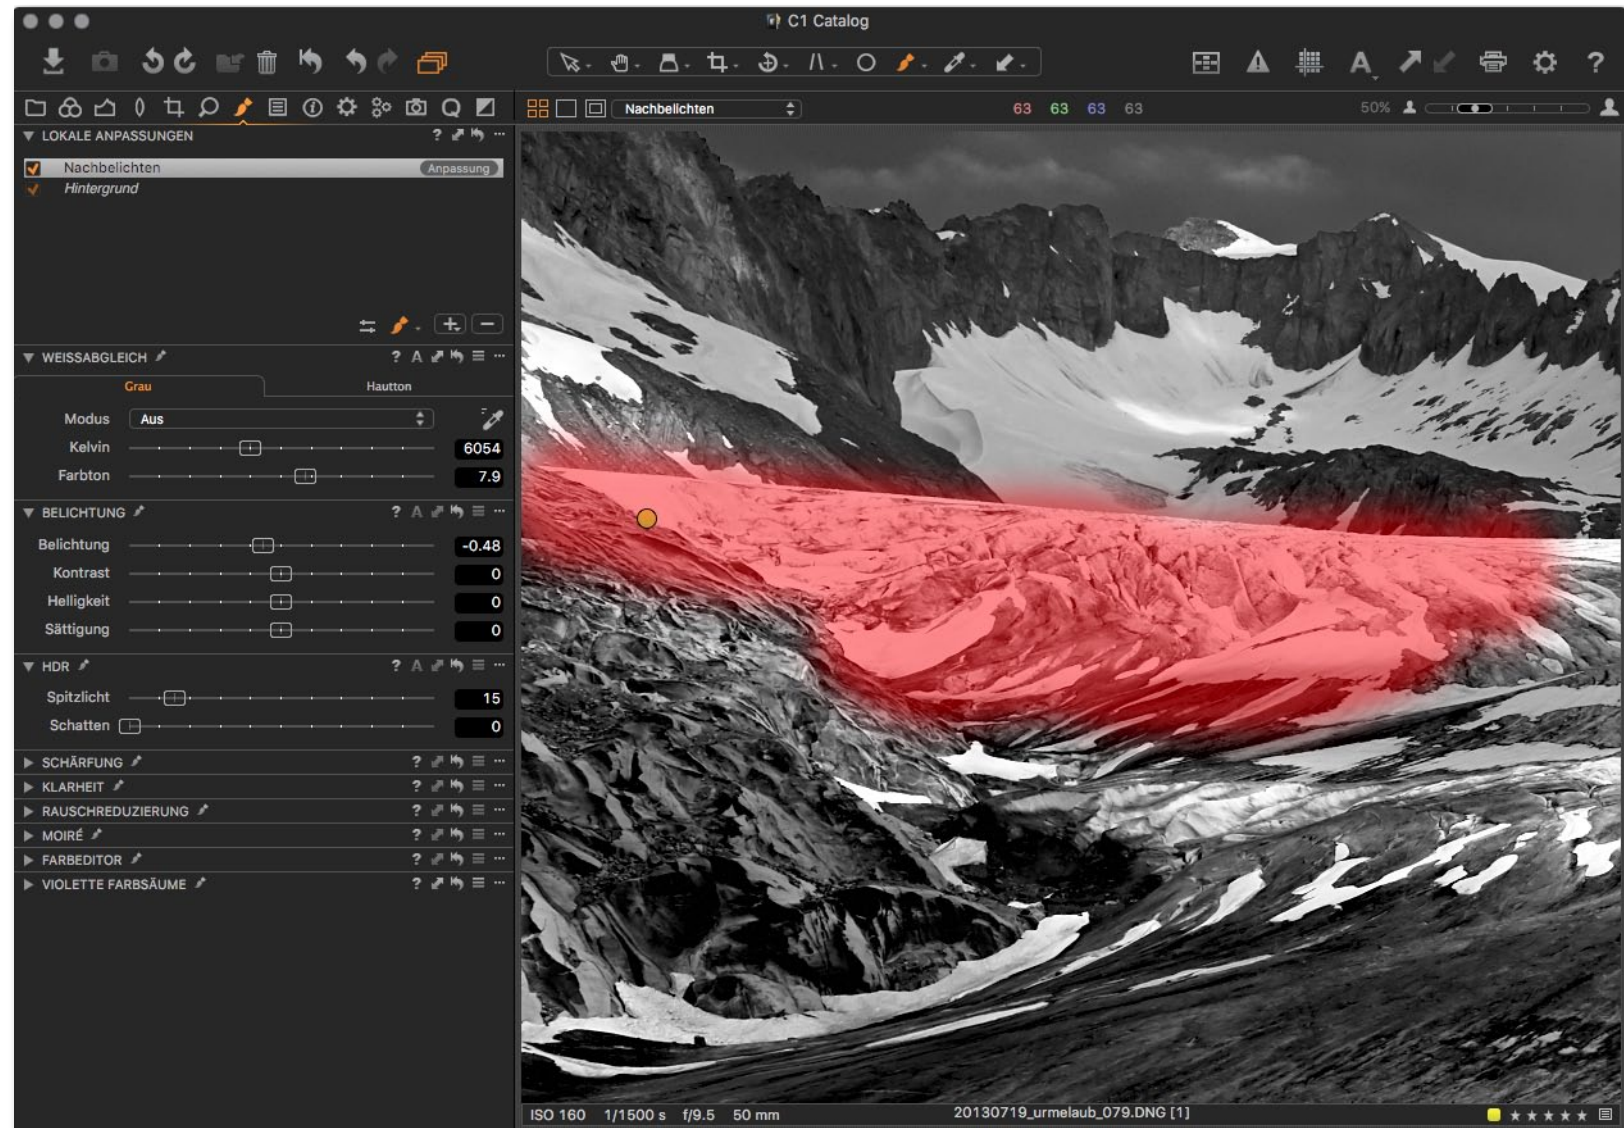 C1 Catalog
Nachbelichten
63 63 63 63
50%
LOKALE ANPASSUNGEN
Nachbelichten Anpassung
Hintergrund
WEISSABGLEICH
Grau Hautton
Modus Aus
Kelvin 6054
Farbton 7.9
BELICHTUNG
Belichtung -0.48
Kontrast 0
Helligkeit 0
Sättigung 0
HDR
Spitzlicht 15
Schatten 0
SCHÄRFUNG
KLARHEIT
RAUSCHREDUZIERUNG
MOIRÉ
FARBEDITOR
VIOLETTE FARBSÄUME
ISO 160 1/1500 s f/9.5 50 mm 20130719_urmelaub_079.DNG [1]